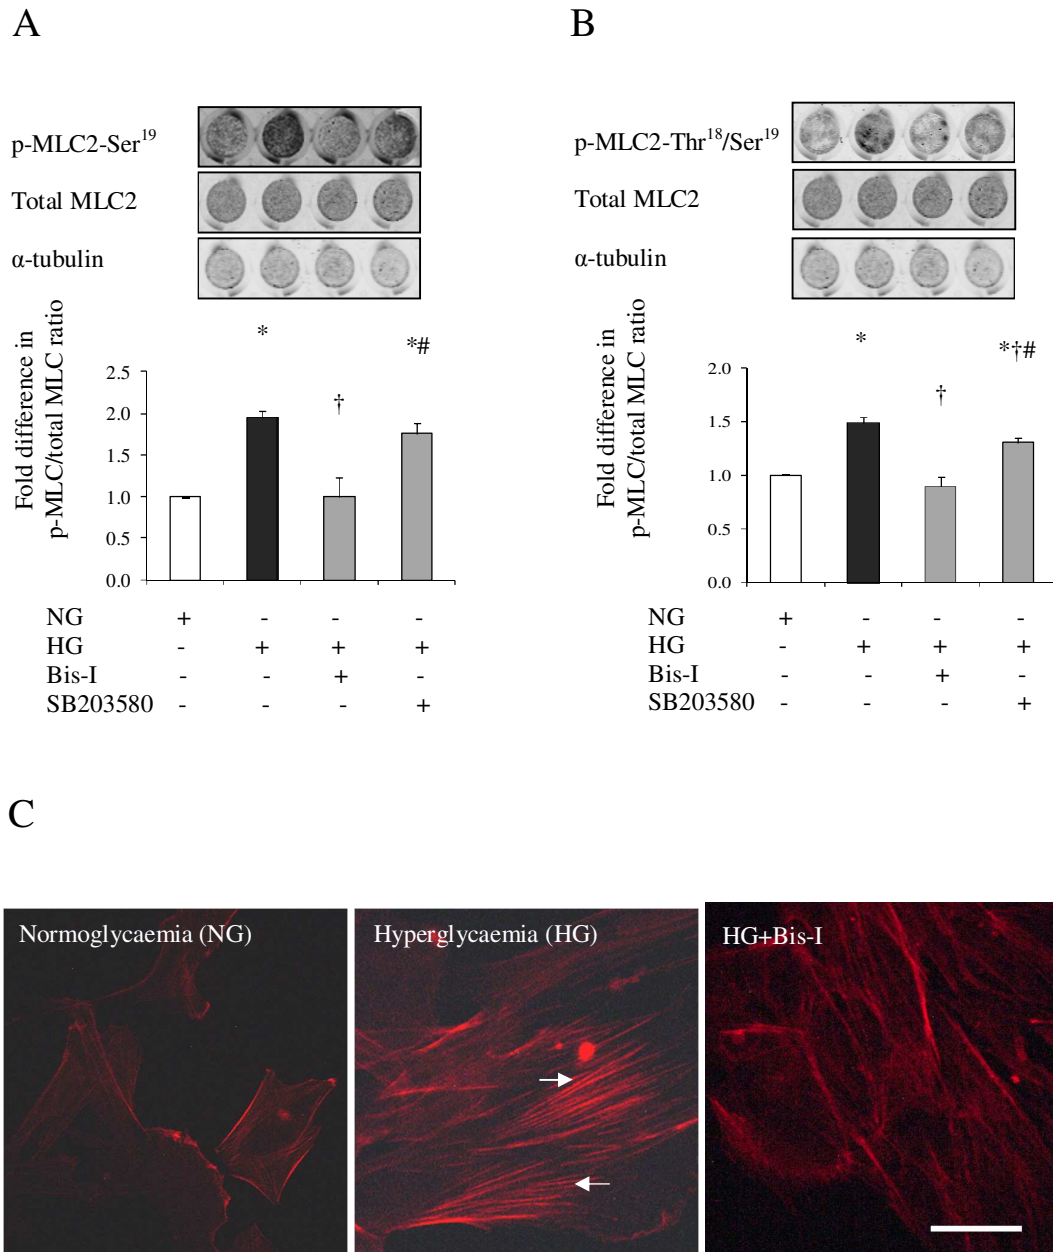 A
p-MLC2-Ser19
Total MLC2
α-tubulin
Fold difference in
p-MLC/total MLC ratio
* † *#
2.5
2.0
1.5
1.0
0.5
0.0
NG + - - -
HG - + + +
Bis-I - - + -
SB203580 - - - +
B
p-MLC2-Thr18/Ser19
Total MLC2
α-tubulin
Fold difference in
p-MLC/total MLC ratio
* † *†#
2.0
1.5
1.0
0.5
0.0
NG + - - -
HG - + + +
Bis-I - - + -
SB203580 - - - +
C
Normoglycaemia (NG)
Hyperglycaemia (HG)
HG+Bis-I